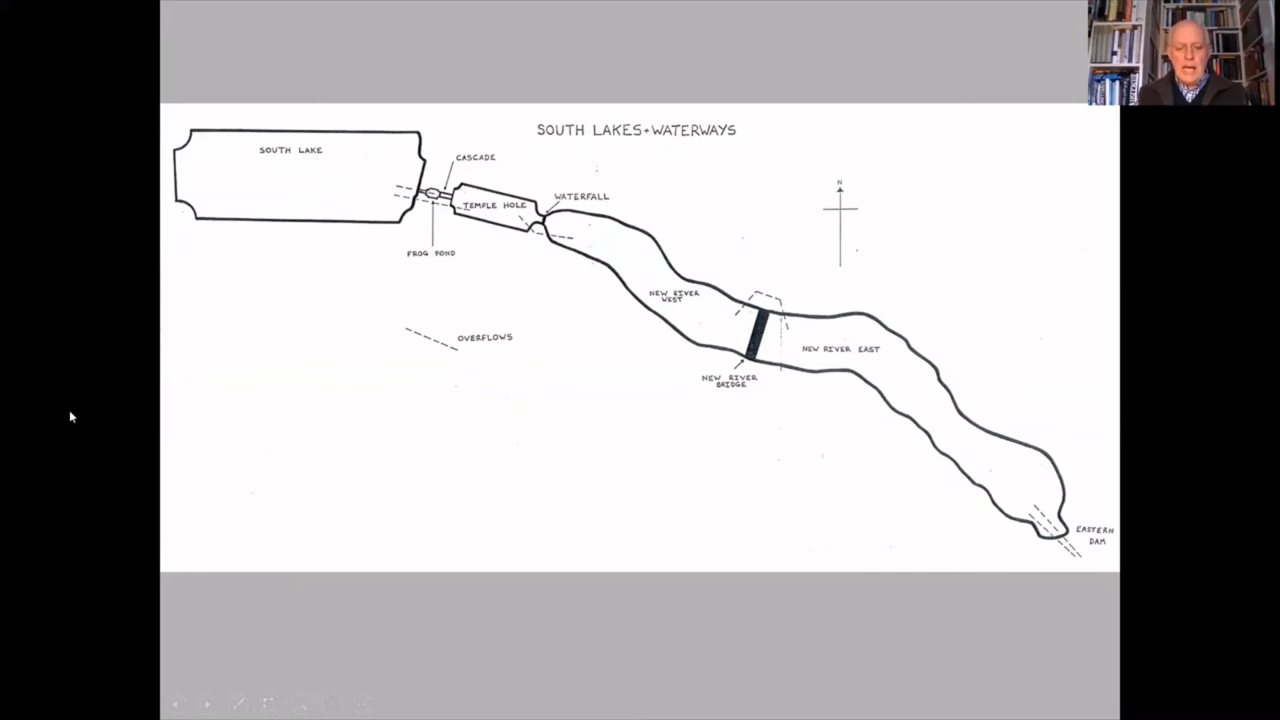 SOUTH LAKES + WATERWAYS
SOUTH LAKE
CASCADE
TEMPLE HOLE
WATERFALL
FROG POND
N
NEW RIVER
WEST
OVERFLOWS
NEW RIVER EAST
NEW RIVER
BRIDGE
EASTERN
DAM